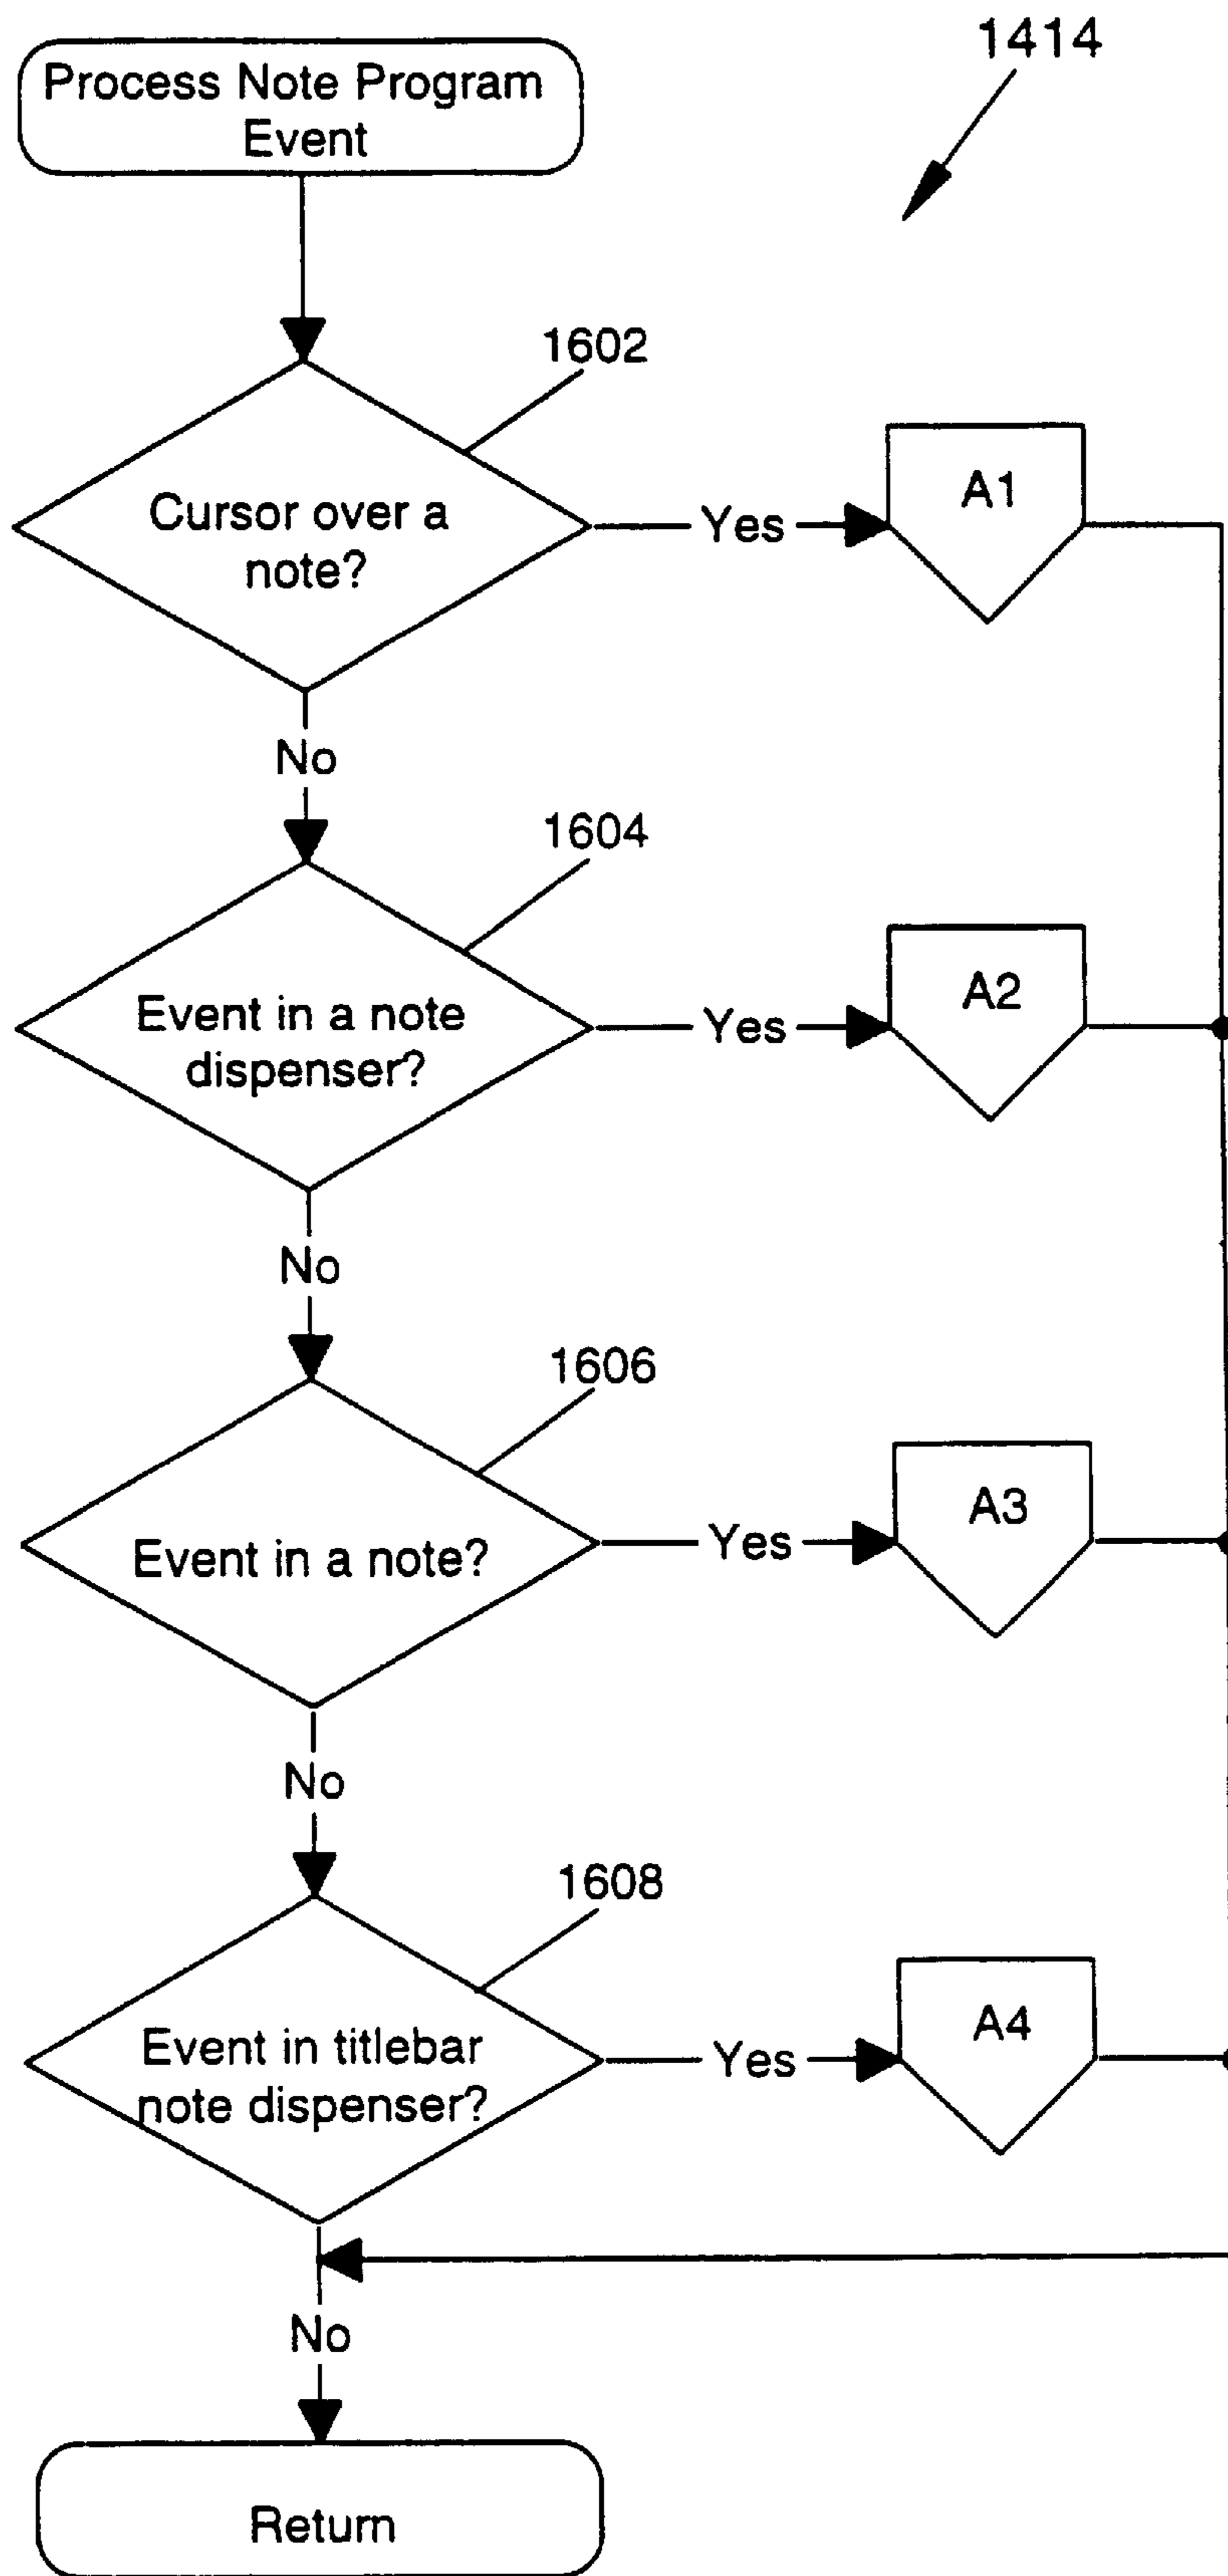 1414
Process Note Program
Event
1602
Cursor over a
note?
Yes
A1
No
1604
Event in a note
dispenser?
Yes
A2
No
1606
Event in a note?
Yes
A3
No
1608
Event in titlebar
note dispenser?
Yes
A4
No
Return